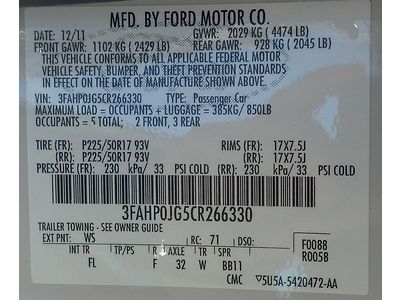 MFD. BY FORD MOTOR CO.
DATE: 12/11 GVWR: 2029 KG ( 4474 LB)
FRONT GAWR: 1102 KG ( 2429 LB) REAR GAWR: 928 KG ( 2045 LB)
THIS VEHICLE CONFORMS TO ALL APPLICABLE FEDERAL MOTOR
VEHICLE SAFETY, BUMPER, AND THEFT PREVENTION STANDARDS
IN EFFECT ON THE DATE OF MANUFACTURE SHOWN ABOVE.
VIN: 3FAHP0JG5CR266330 TYPE: Passenger Car
MAXIMUM LOAD = OCCUPANTS + LUGGAGE = 385KG / 850LB
OCCUPANTS = 5 TOTAL: 2 FRONT, 3 REAR
TIRE (FR): P225/50R17 93V RIMS (FR): 17X7.5J
(RR): P225/50R17 93V (RR): 17X7.5J
PRESSURE (FR): 230 kPa/ 33 PSI COLD (RR): 230 kPa/ 33 PSI COLD
3FAHP0JG5CR266330
TRAILER TOWING - SEE OWNER GUIDE
EXT PNT: WS RC: 71 DSO: F0088
INT TR TP/PS R AXLE TR SPR R0058
FL F 32 W BB11
CMC 5U5A-5420472-AA